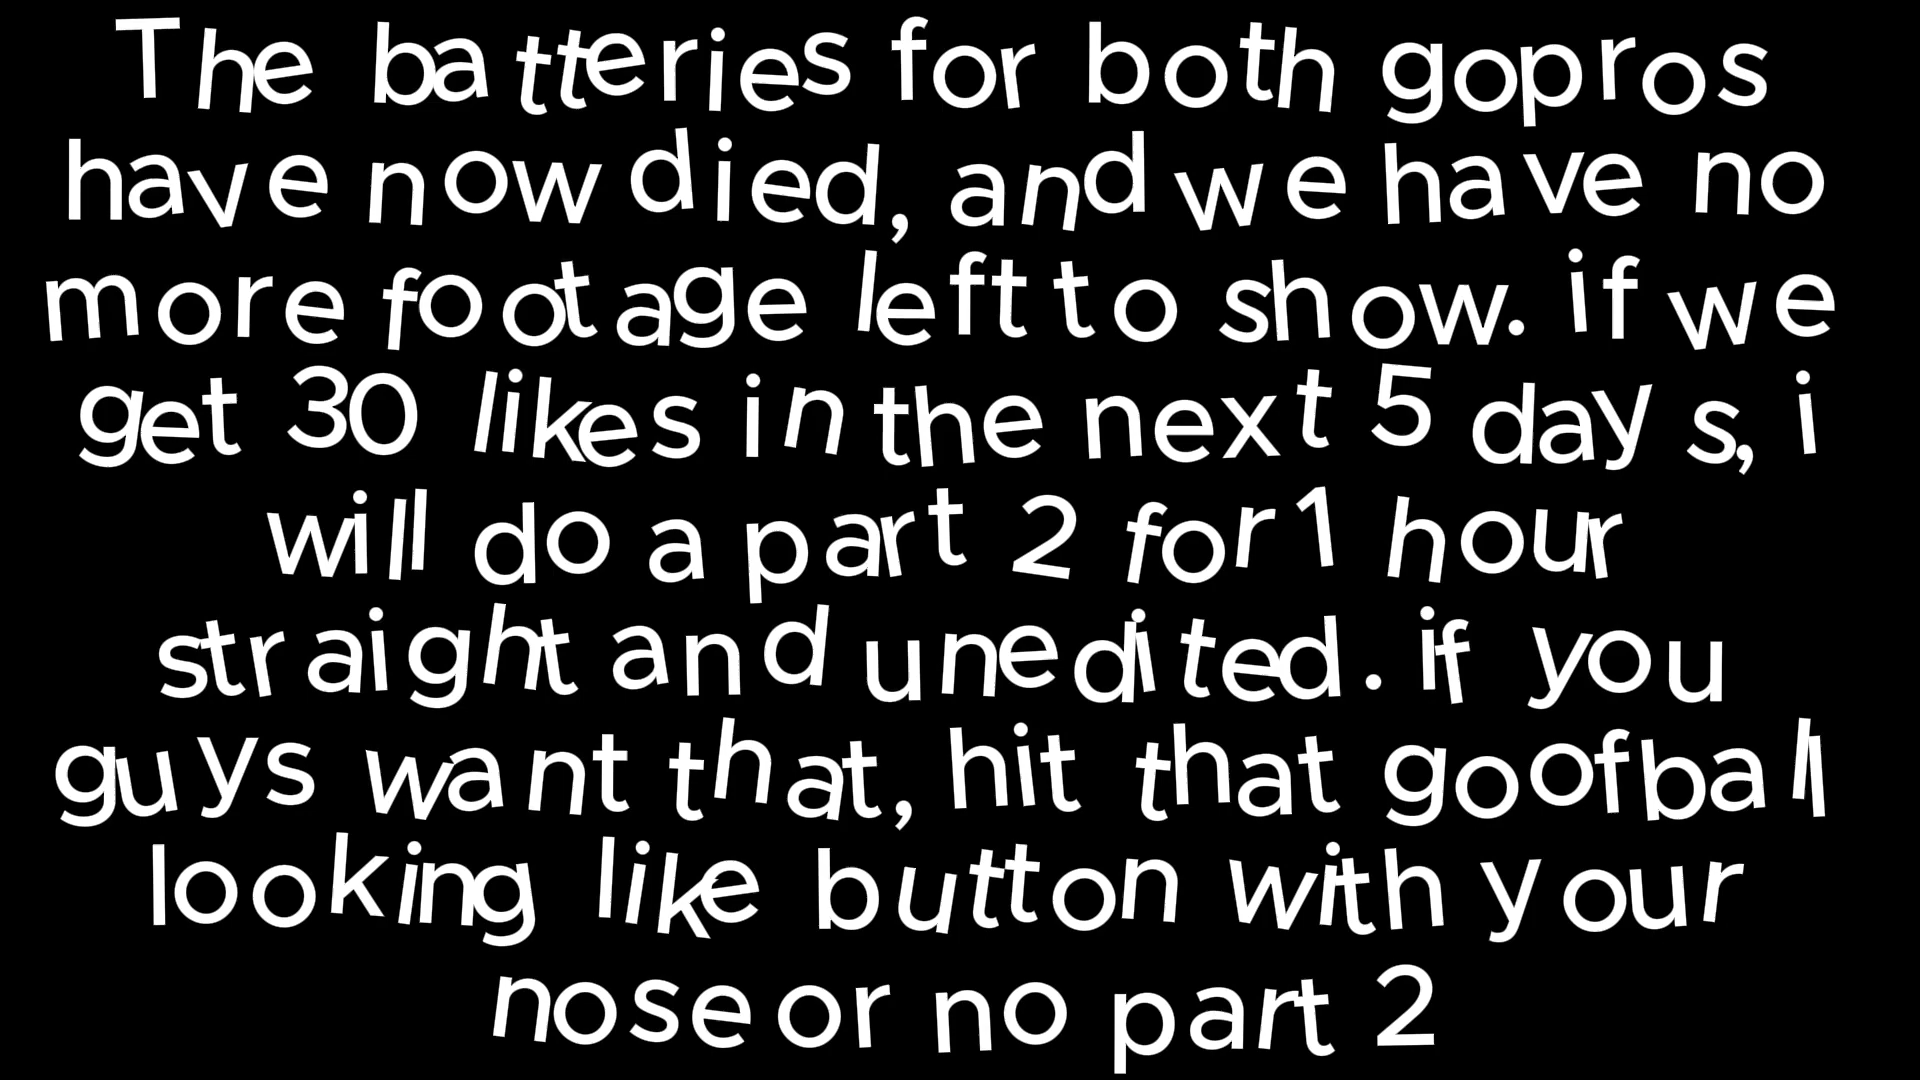 The batteries for both gopros
have now died, and we have no
more footage left to show. if we
get 30 likes in the next 5 days, i
will do a part 2 for 1 hour
straight and unedited. if you
guys want that, hit that goofball
looking like button with your
nose or no part 2